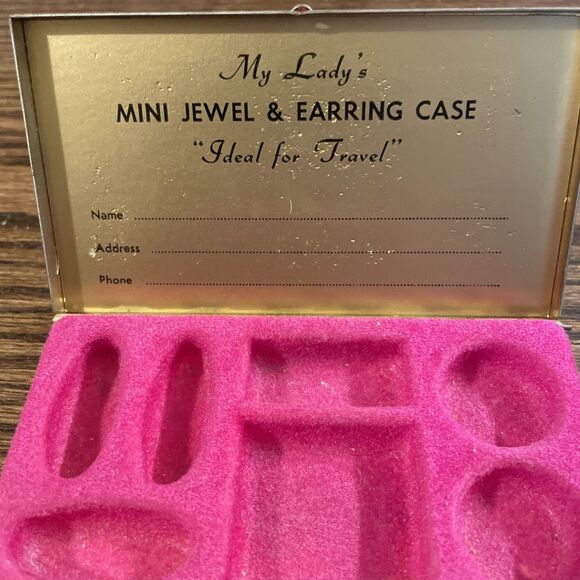 My Lady's
MINI JEWEL & EARRING CASE
"Ideal for Travel"
Name
Address
Phone